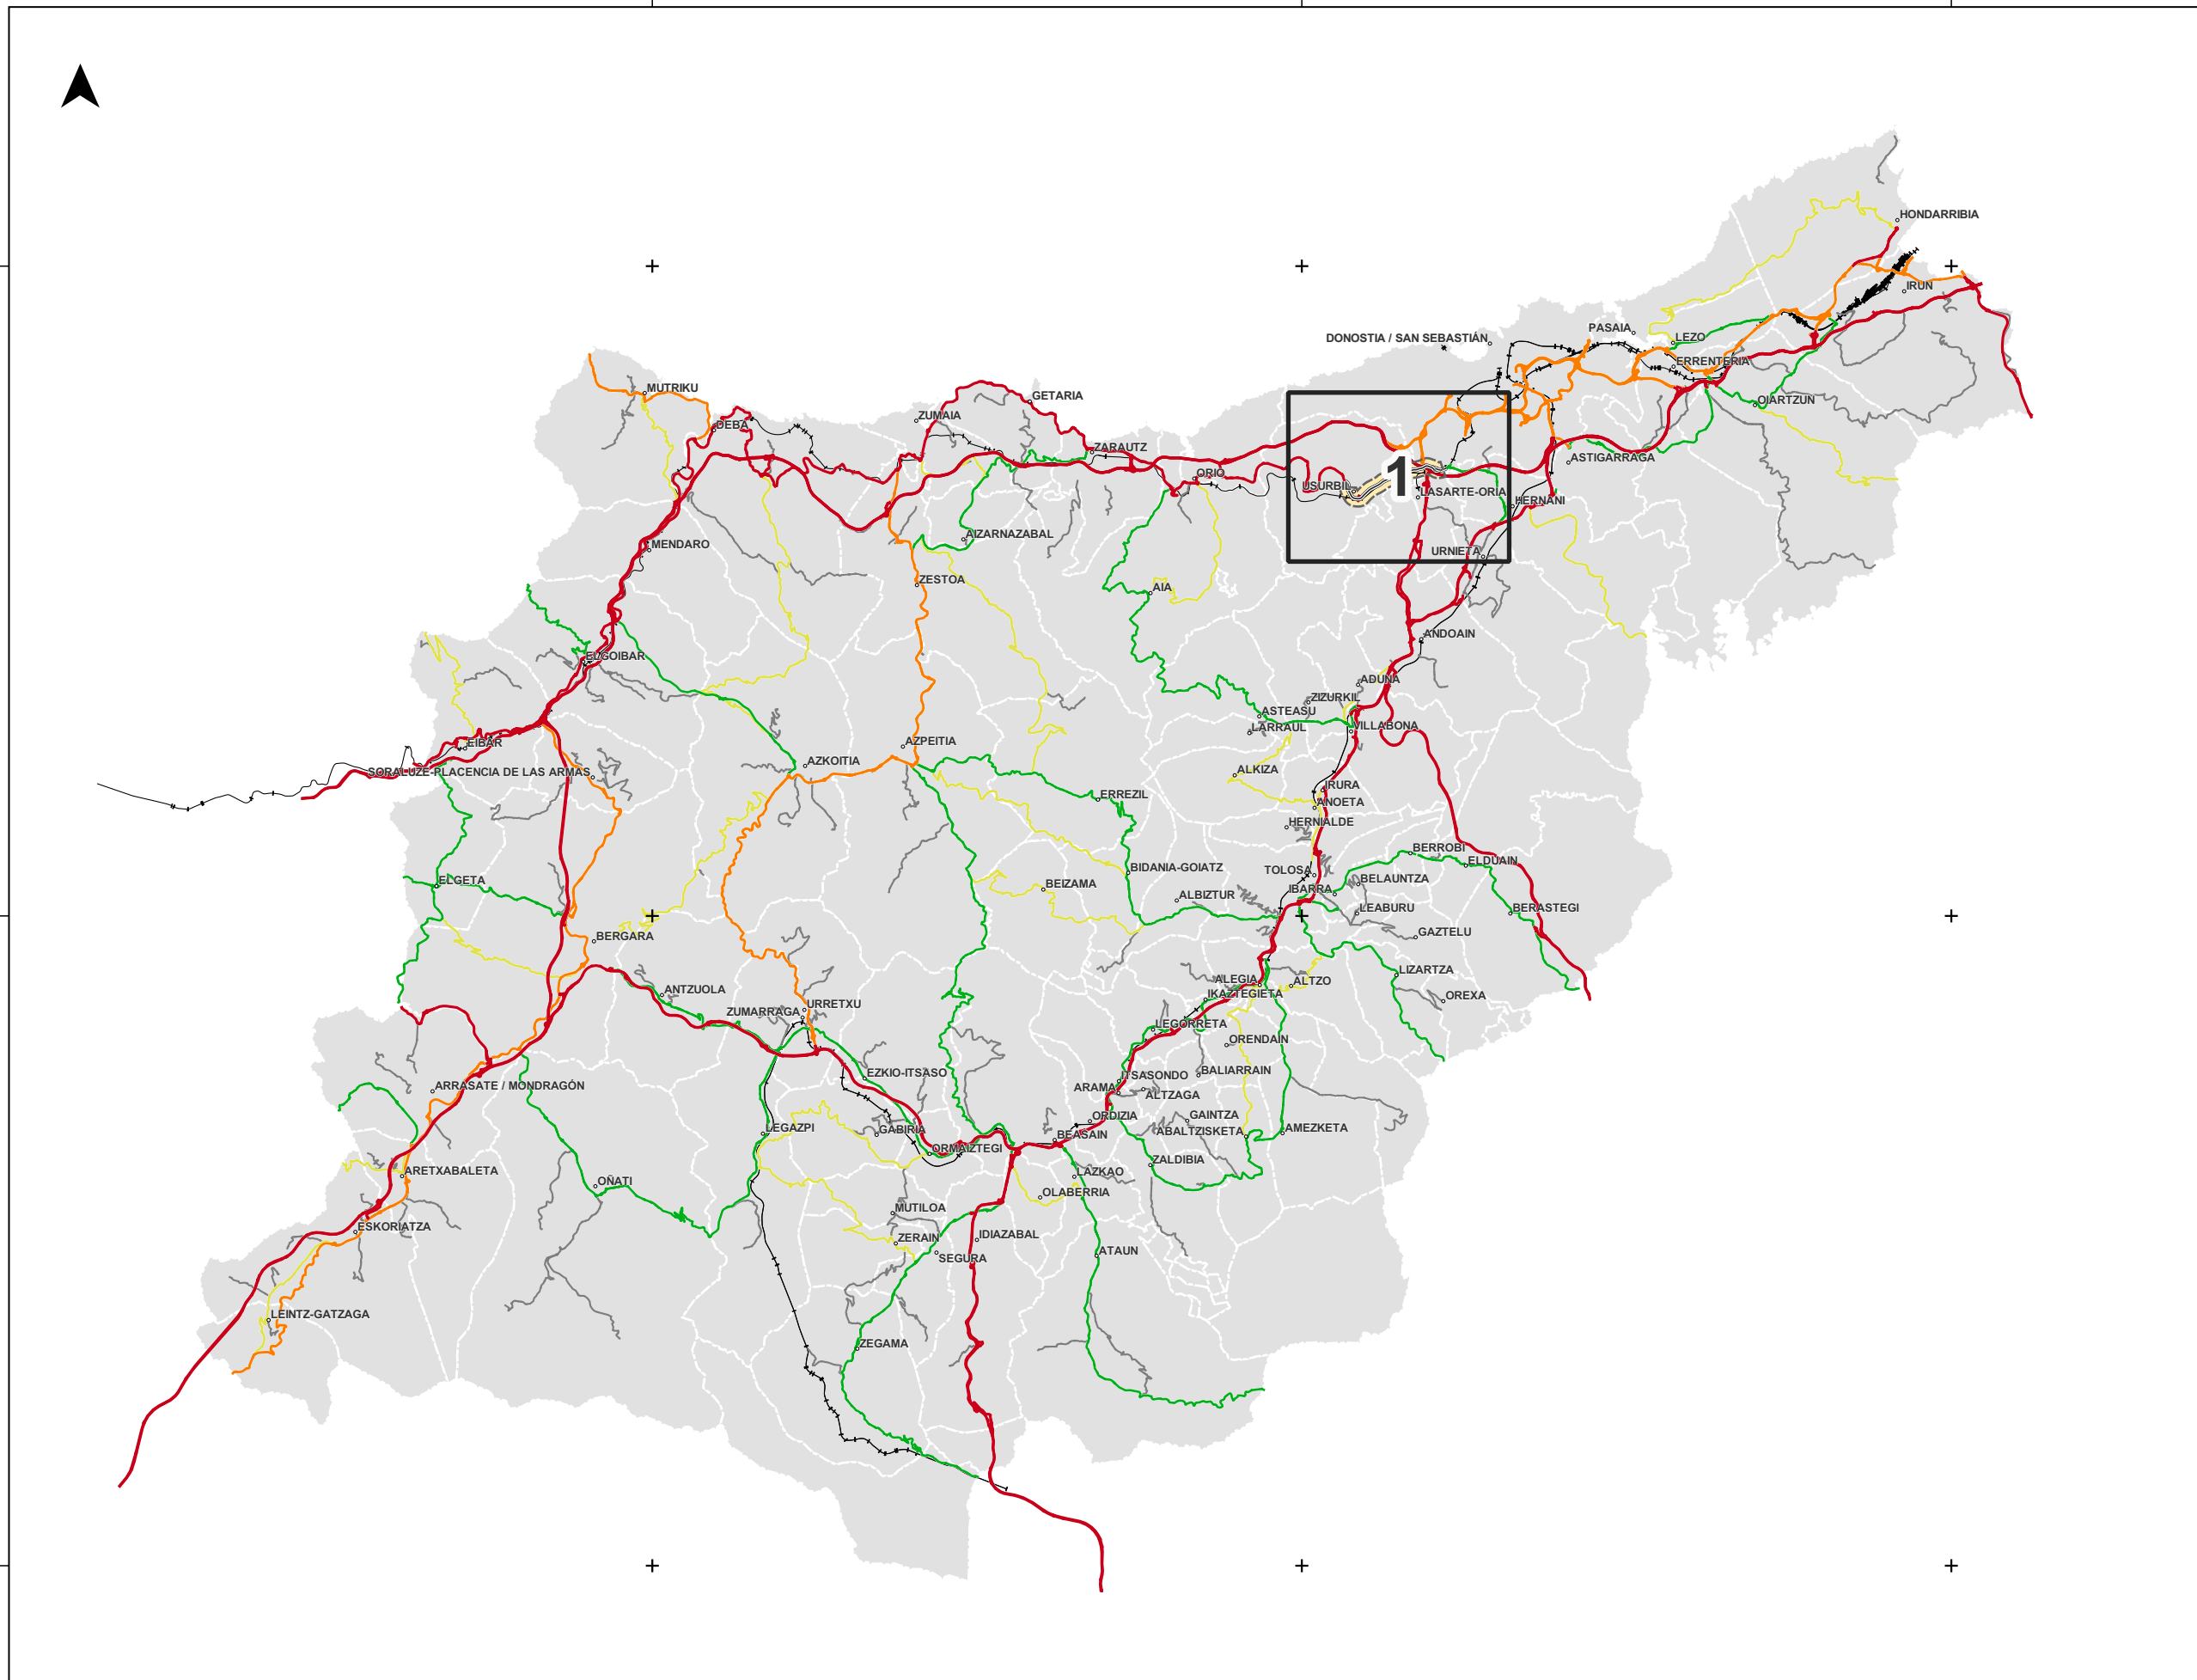 HONDARRIBIA
IRUN
PASAIA
DONOSTIA / SAN SEBASTIÁN
LEZO
ERRENTERIA
MUTRIKU
GETARIA
OIARTZUN
ZUMAIA
DEBA
ZARAUTZ
ASTIGARRAGA
ORIO
1
USURBIL
LASARTE-ORIA
HERNANI
AIZARNAZABAL
MENDARO
URNIETA
ZESTOA
AIA
ANDOAIN
ELGOIBAR
ADUNA
ZIZURKIL
ASTEASU
LARRAUL
VILLABONA
EIBAR
AZPEITIA
AZKOITIA
SORALUZE-PLACENCIA DE LAS ARMAS
ALKIZA
IRURA
ERREZIL
ANOETA
HERNIALDE
BERROBI
ELDUAIN
BIDANIA-GOIATZ
TOLOSA
BELAUNTZA
ELGETA
BEIZAMA
IBARRA
ALBIZTUR
LEABURU
BERASTEGI
GAZTELU
BERGARA
LIZARTZA
ALEGIA
ALTZO
ANTZUOLA
IKAZTEGIETA
OREXA
URRETXU
ZUMARRAGA
LEGORRETA
ORENDAIN
EZKIO-ITSASO
BALIARRAIN
ITSASONDO
ARRASATE / MONDRAGÓN
ARAMA
ALTZAGA
ORDIZIA
GAINTZA
LEGAZPI
GABIRIA
ABALTZISKETA
AMEZKETA
BEASAIN
ORMAIZTEGI
ZALDIBIA
ARETXABALETA
LAZKAO
OÑATI
OLABERRIA
MUTILOA
ESKORIATZA
IDIAZABAL
ZERAIN
ATAUN
SEGURA
LEINTZ-GATZAGA
ZEGAMA